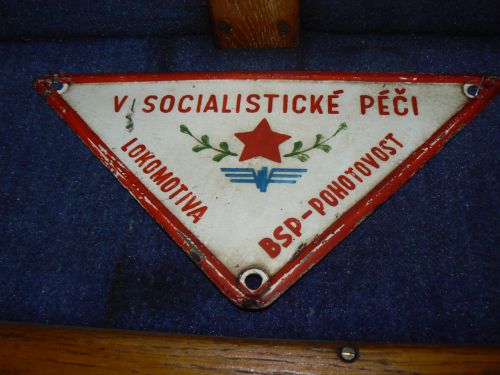 V SOCIALISTICKÉ PÉČI
LOKOMOTIVA
BSP-POHOTOVOST